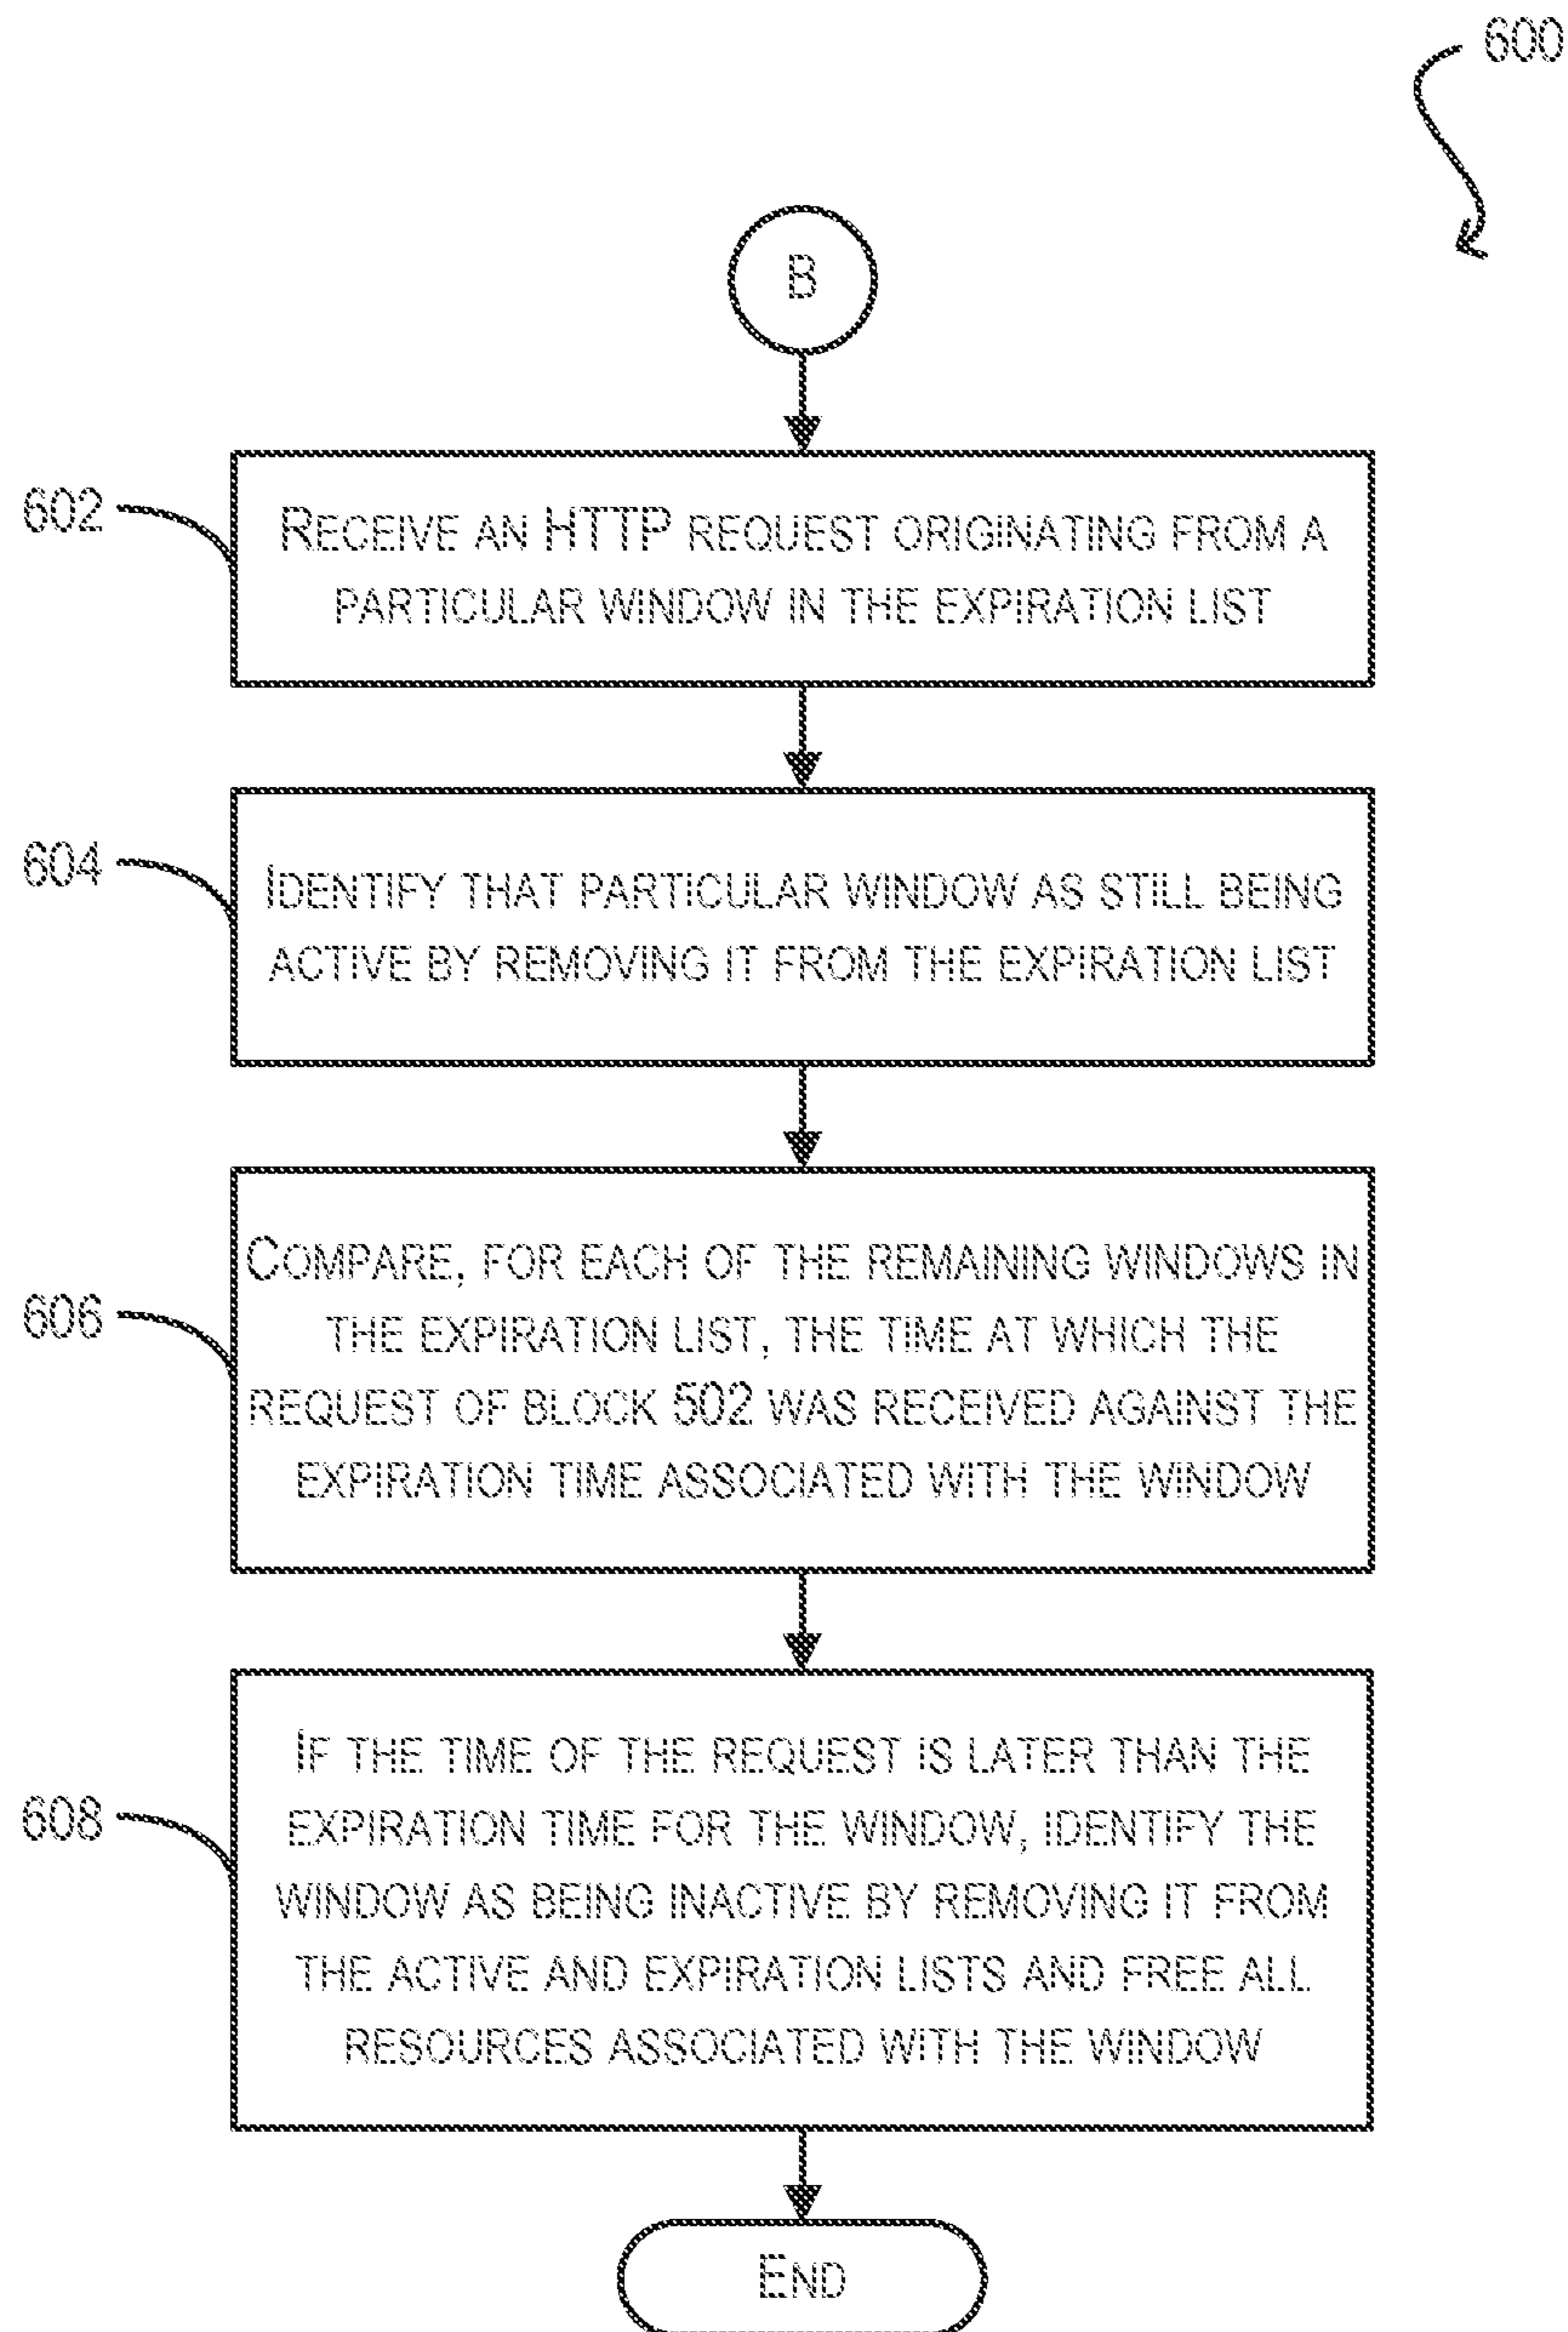 600
B
602
RECEIVE AN HTTP REQUEST ORIGINATING FROM A
PARTICULAR WINDOW IN THE EXPIRATION LIST
604
IDENTIFY THAT PARTICULAR WINDOW AS STILL BEING
ACTIVE BY REMOVING IT FROM THE EXPIRATION LIST
606
COMPARE, FOR EACH OF THE REMAINING WINDOWS IN
THE EXPIRATION LIST, THE TIME AT WHICH THE
REQUEST OF BLOCK 502 WAS RECEIVED AGAINST THE
EXPIRATION TIME ASSOCIATED WITH THE WINDOW
608
IF THE TIME OF THE REQUEST IS LATER THAN THE
EXPIRATION TIME FOR THE WINDOW, IDENTIFY THE
WINDOW AS BEING INACTIVE BY REMOVING IT FROM
THE ACTIVE AND EXPIRATION LISTS AND FREE ALL
RESOURCES ASSOCIATED WITH THE WINDOW
END